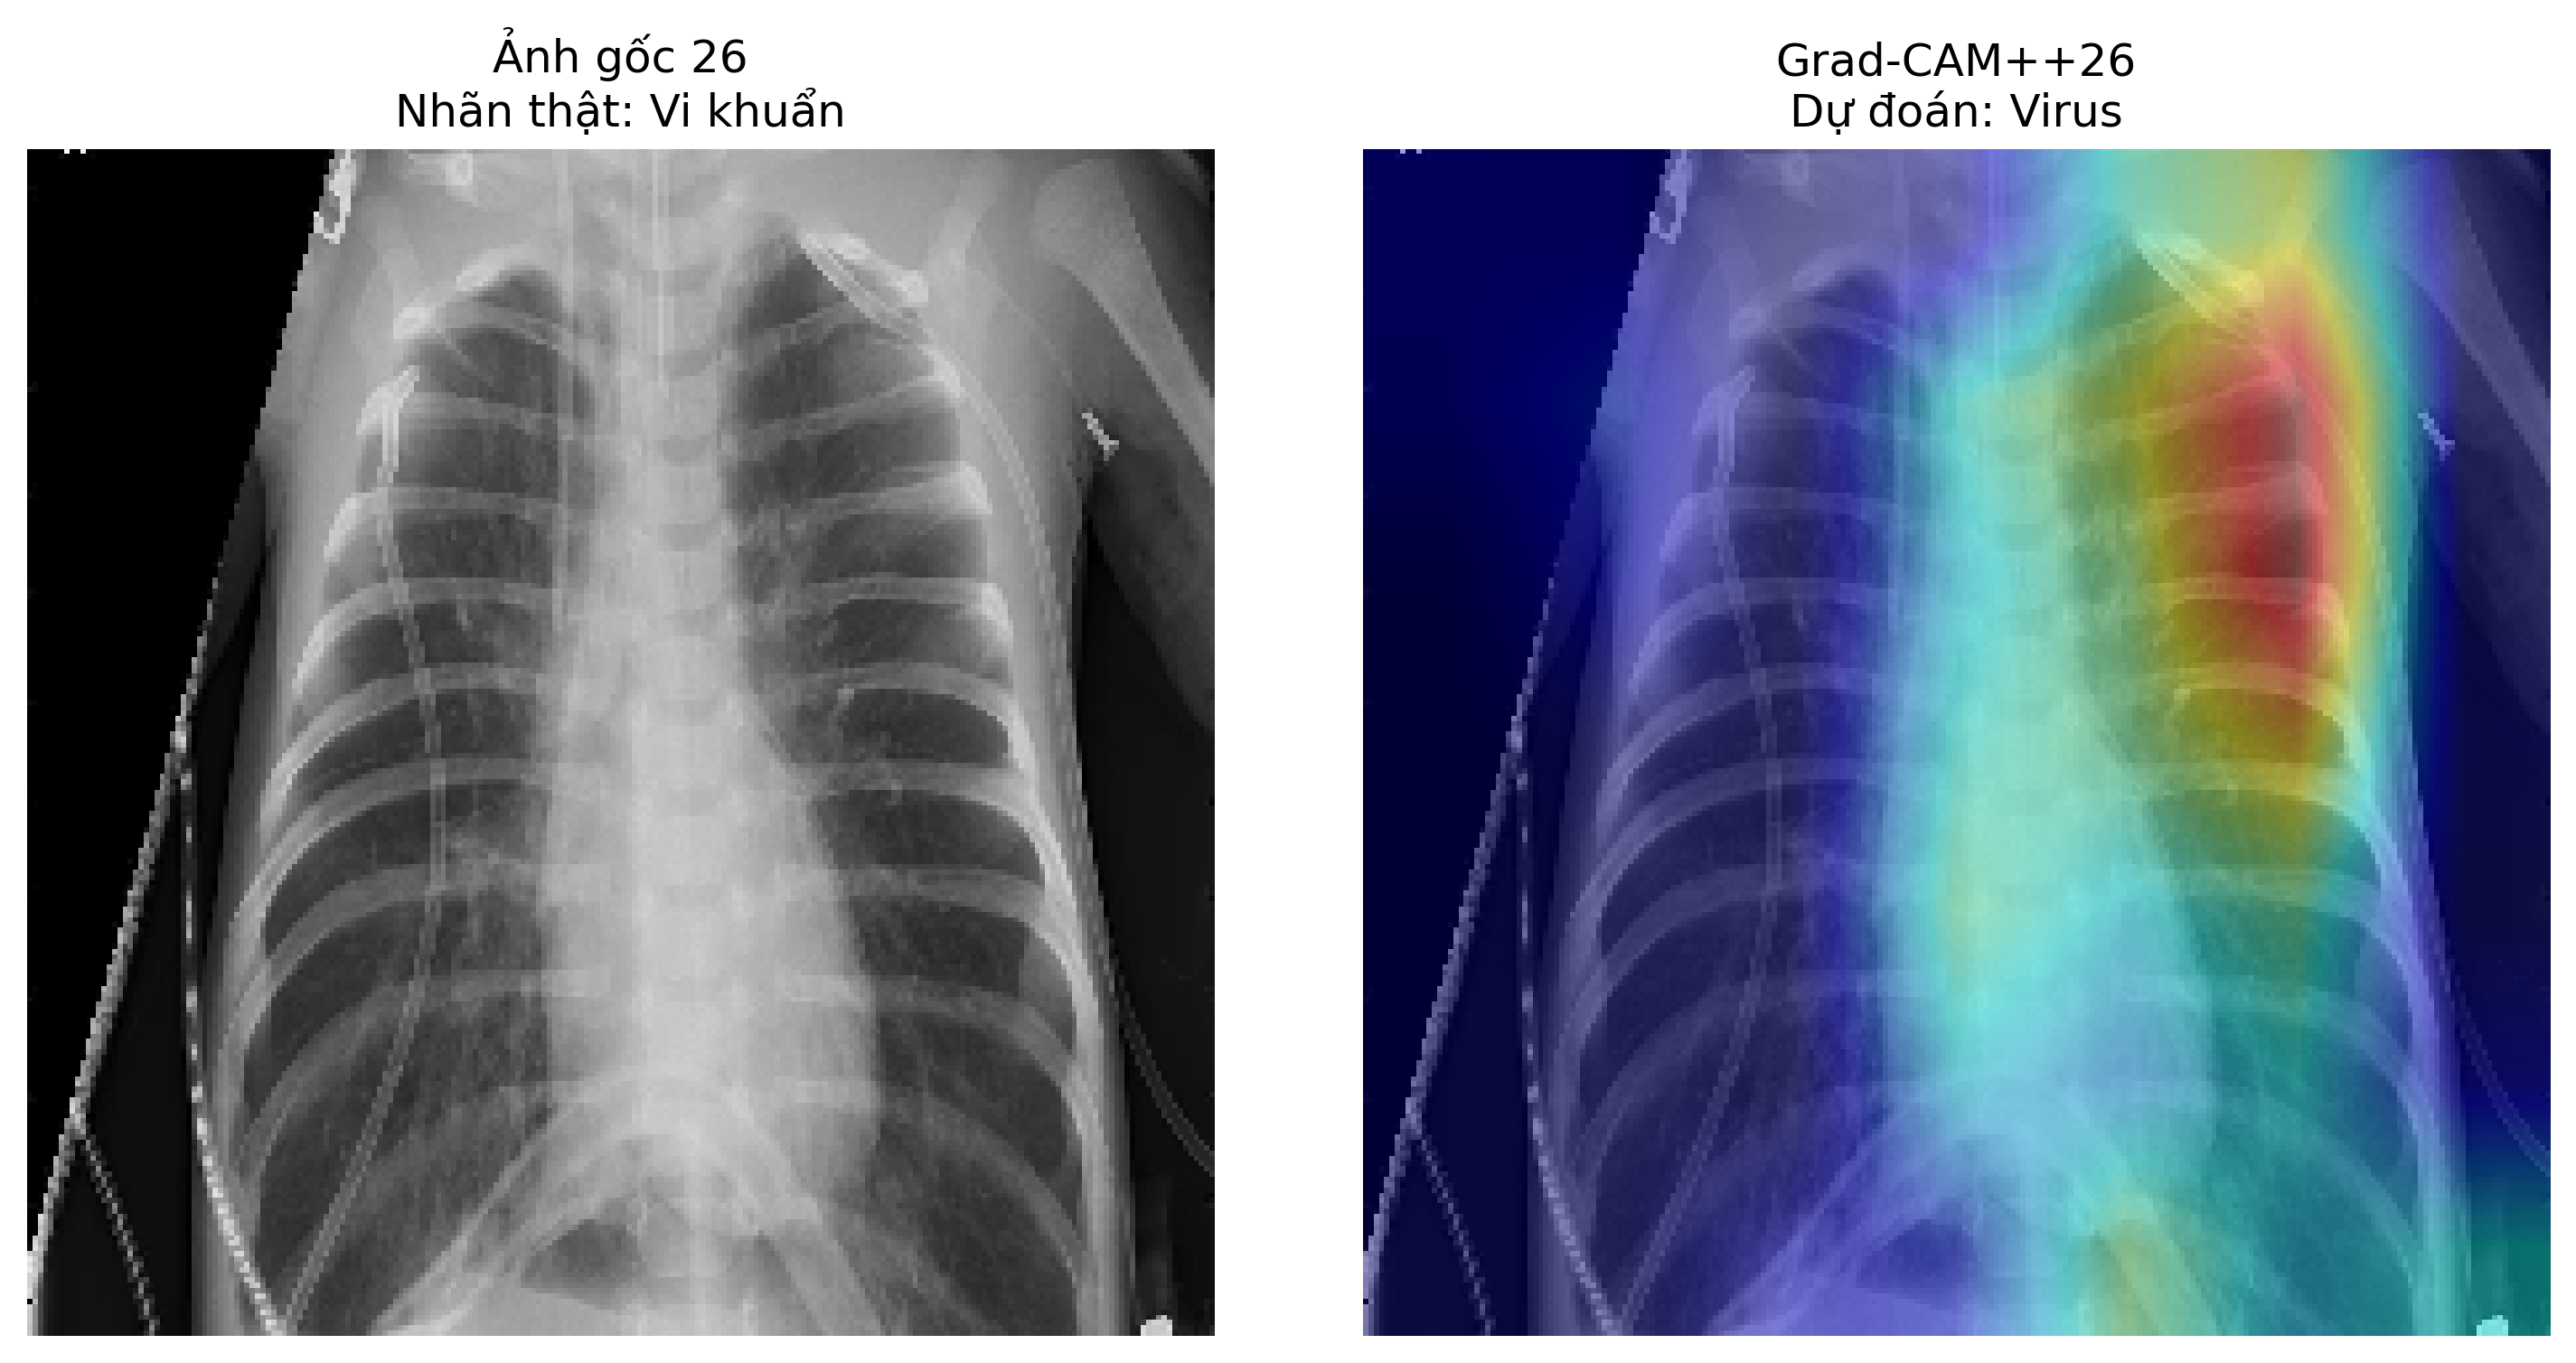 Ảnh gốc 26
Nhãn thật: Vi khuẩn
Grad-CAM++26
Dự đoán: Virus